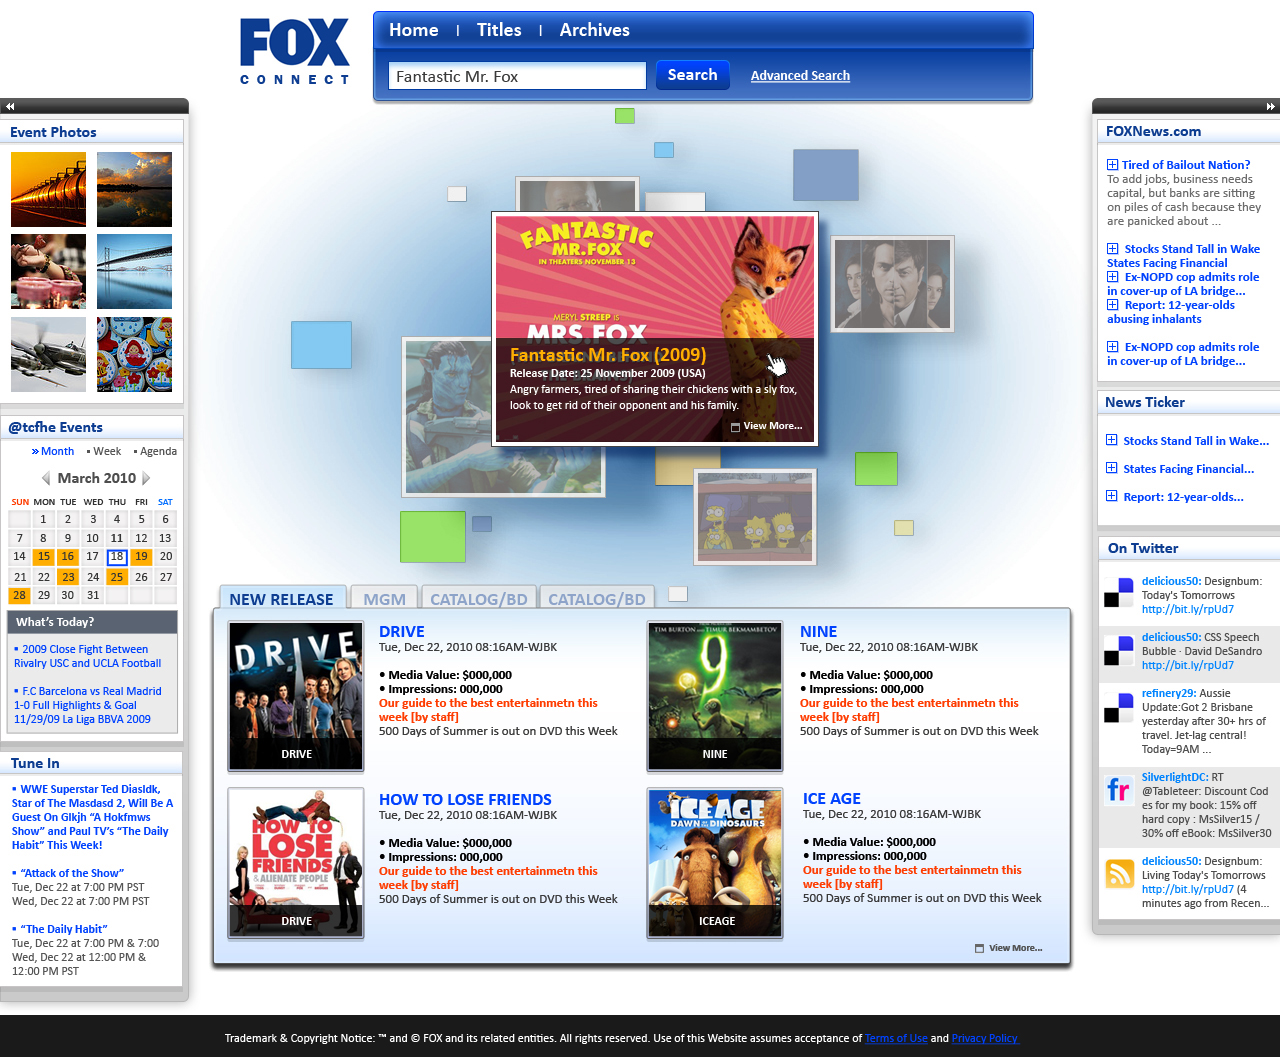 FOX
CONNECT
Home
Titles
Archives
Fantastic Mr. Fox
Search
Advanced Search
Event Photos
@tcfhe Events
» Month
▪ Week
▪ Agenda
March 2010
SUN MON TUE WED THU FRI SAT
1 2 3 4 5 6
7 8 9 10 11 12 13
14 15 16 17 18 19 20
21 22 23 24 25 26 27
28 29 30 31
What's Today?
▪ 2009 Close Fight Between
Rivalry USC and UCLA Football
▪ F.C Barcelona vs Real Madrid
1-0 Full Highlights & Goal
11/29/09 La Liga BBVA 2009
Tune In
▪ WWE Superstar Ted Diasldk,
Star of The Masdasd 2, Will Be A
Guest On Glkjh “A Hokfmws
Show” and Paul TV’s “The Daily
Habit” This Week!
▪ “Attack of the Show”
Tue, Dec 22 at 7:00 PM PST
Wed, Dec 22 at 7:00 PM PST
▪ “The Daily Habit”
Tue, Dec 22 at 7:00 PM & 7:00
Wed, Dec 22 at 12:00 PM &
12:00 PM PST
FANTASTIC
MR. FOX
IN THEATERS NOVEMBER 13
MERYL STREEP IS
MRS. FOX
Fantastic Mr. Fox (2009)
Release Date: 25 November 2009 (USA)
Angry farmers, tired of sharing their chickens with a sly fox,
look to get rid of their opponent and his family.
View More...
NEW RELEASE
MGM
CATALOG/BD
CATALOG/BD
DRIVE
DRIVE
DRIVE
Tue, Dec 22, 2010 08:16AM-WJBK
• Media Value: $000,000
• Impressions: 000,000
Our guide to the best entertainmetn this
week [by staff]
500 Days of Summer is out on DVD this Week
TIM BURTON AND TIMUR BEKMAMBETOV
9
NINE
NINE
Tue, Dec 22, 2010 08:16AM-WJBK
• Media Value: $000,000
• Impressions: 000,000
Our guide to the best entertainmetn this
week [by staff]
500 Days of Summer is out on DVD this Week
HOW TO
LOSE
FRIENDS
& ALIENATE PEOPLE
DRIVE
HOW TO LOSE FRIENDS
Tue, Dec 22, 2010 08:16AM-WJBK
• Media Value: $000,000
• Impressions: 000,000
Our guide to the best entertainmetn this
week [by staff]
500 Days of Summer is out on DVD this Week
ICE AGE
DAWN OF THE DINOSAURS
ICEAGE
ICE AGE
Tue, Dec 22, 2010 08:16AM-WJBK
• Media Value: $000,000
• Impressions: 000,000
Our guide to the best entertainmetn this
week [by staff]
500 Days of Summer is out on DVD this Week
View More...
FOXNews.com
Tired of Bailout Nation?
To add jobs, business needs
capital, but banks are sitting
on piles of cash because they
are panicked about ...
Stocks Stand Tall in Wake
States Facing Financial
Ex-NOPD cop admits role
in cover-up of LA bridge...
Report: 12-year-olds
abusing inhalants
Ex-NOPD cop admits role
in cover-up of LA bridge...
News Ticker
Stocks Stand Tall in Wake...
States Facing Financial...
Report: 12-year-olds...
On Twitter
delicious50: Designbum:
Today's Tomorrows
http://bit.ly/rpUd7
delicious50: CSS Speech
Bubble · David DeSandro
http://bit.ly/rpUd7
refinery29: Aussie
Update:Got 2 Brisbane
yesterday after 30+ hrs of
travel. Jet-lag central!
Today=9AM ...
fr
SilverlightDC: RT
@Tableteer: Discount Cod
es for my book: 15% off
hard copy : MsSilver15 /
30% off eBook: MsSilver30
delicious50: Designbum:
Living Today's Tomorrows
http://bit.ly/rpUd7 (4
minutes ago from Recen...
Trademark & Copyright Notice: ™ and © FOX and its related entities. All rights reserved. Use of this Website assumes acceptance of Terms of Use and Privacy Policy